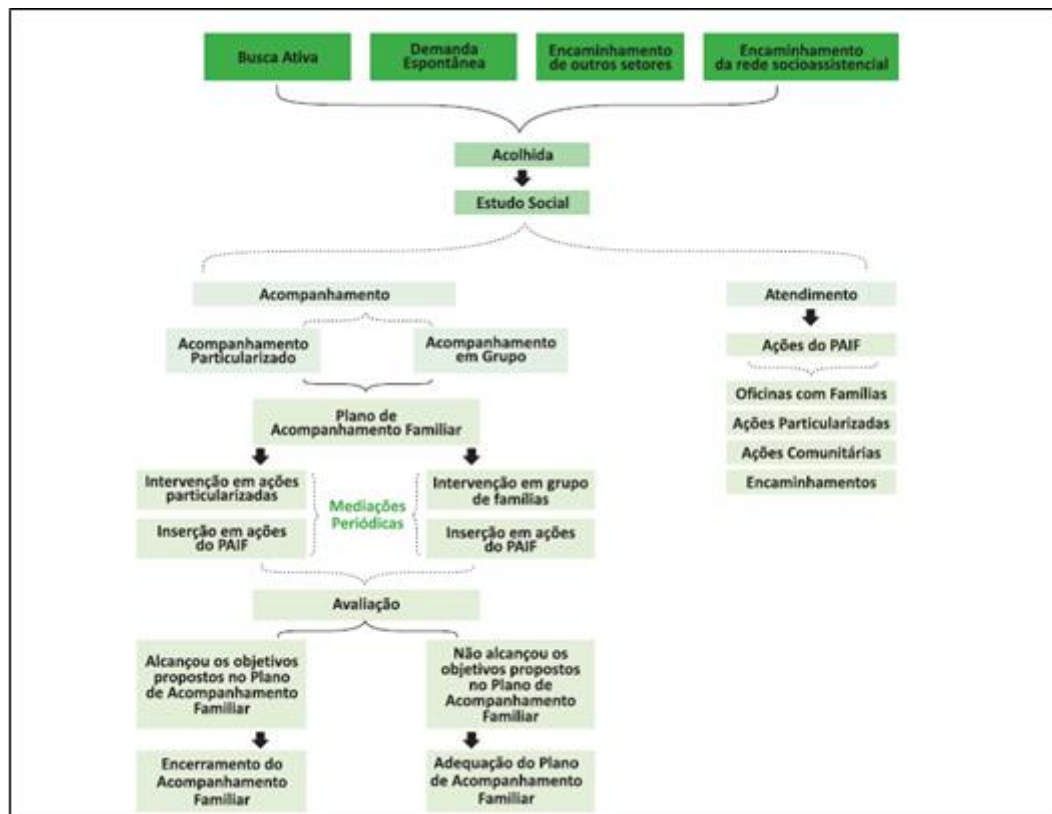 Busca Ativa
Demanda
Espontânea
Encaminhamento
de outros setores
Encaminhamento
da rede socioassistencial
Acolhida
Estudo Social
Acompanhamento
Atendimento
Acompanhamento
Particularizado
Acompanhamento
em Grupo
Ações do PAIF
Oficinas com Famílias
Ações Particularizadas
Ações Comunitárias
Encaminhamentos
Plano de
Acompanhamento Familiar
Intervenção em ações
particularizadas
Inserção em ações
do PAIF
Mediações
Periódicas
Intervenção em grupo
de famílias
Inserção em ações
do PAIF
Avaliação
Alcançou os objetivos
propostos no Plano
de Acompanhamento
Familiar
Não alcançou os
objetivos propostos
no Plano de
Acompanhamento
Familiar
Encerramento do
Acompanhamento
Familiar
Adequação do Plano
de Acompanhamento
Familiar